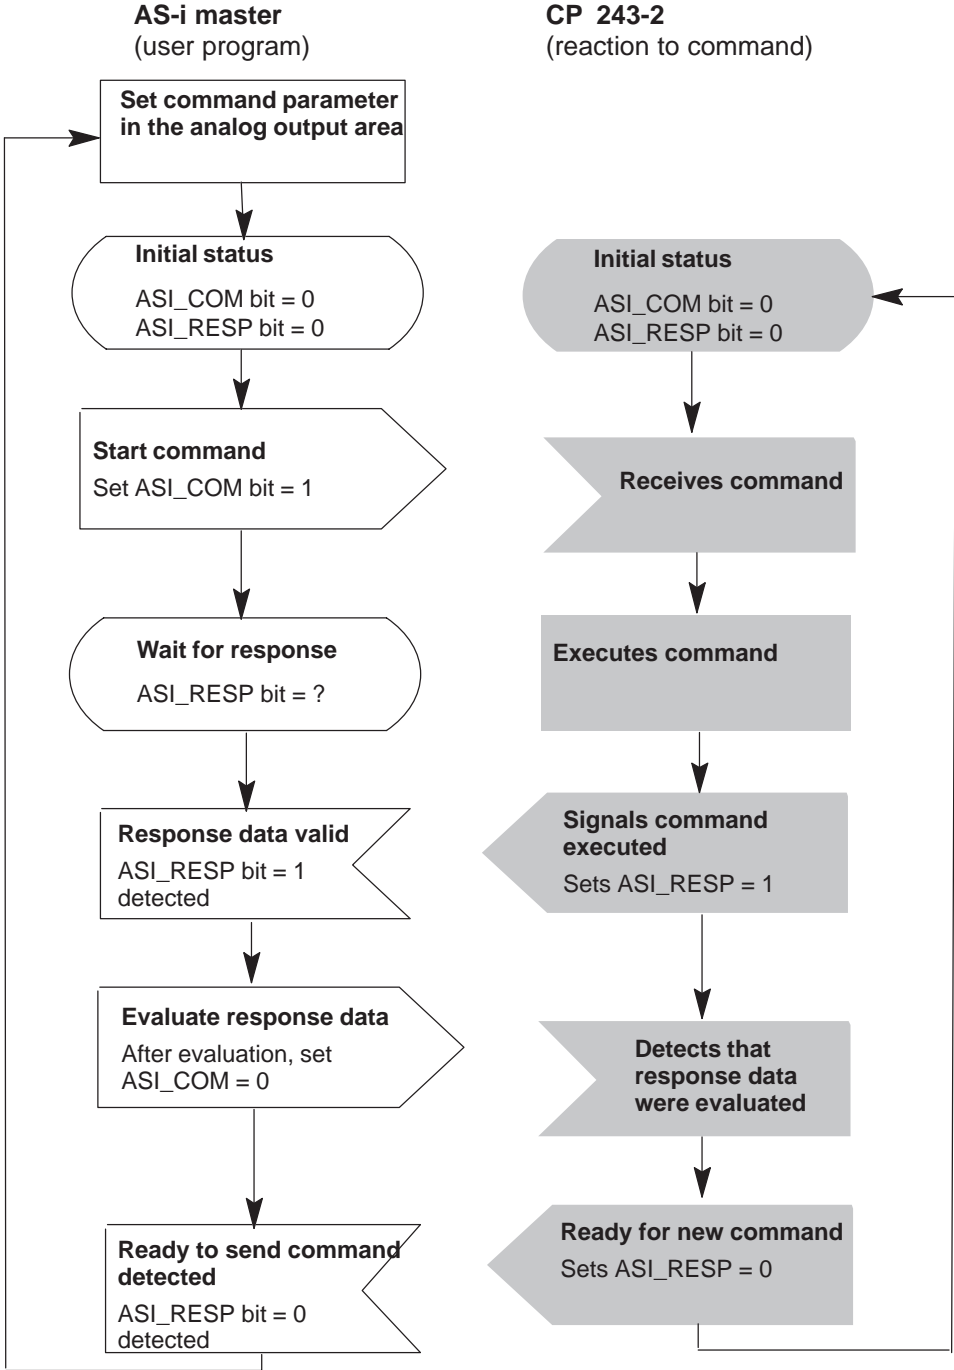 AS-i master
(user program)
Set command parameter
in the analog output area
Initial status
ASI_COM bit = 0
ASI_RESP bit = 0
Start command
Set ASI_COM bit = 1
Wait for response
ASI_RESP bit = ?
Response data valid
ASI_RESP bit = 1
detected
Evaluate response data
After evaluation, set
ASI_COM = 0
Ready to send command
detected
ASI_RESP bit = 0
detected
CP 243-2
(reaction to command)
Initial status
ASI_COM bit = 0
ASI_RESP bit = 0
Receives command
Executes command
Signals command
executed
Sets ASI_RESP = 1
Detects that
response data
were evaluated
Ready for new command
Sets ASI_RESP = 0